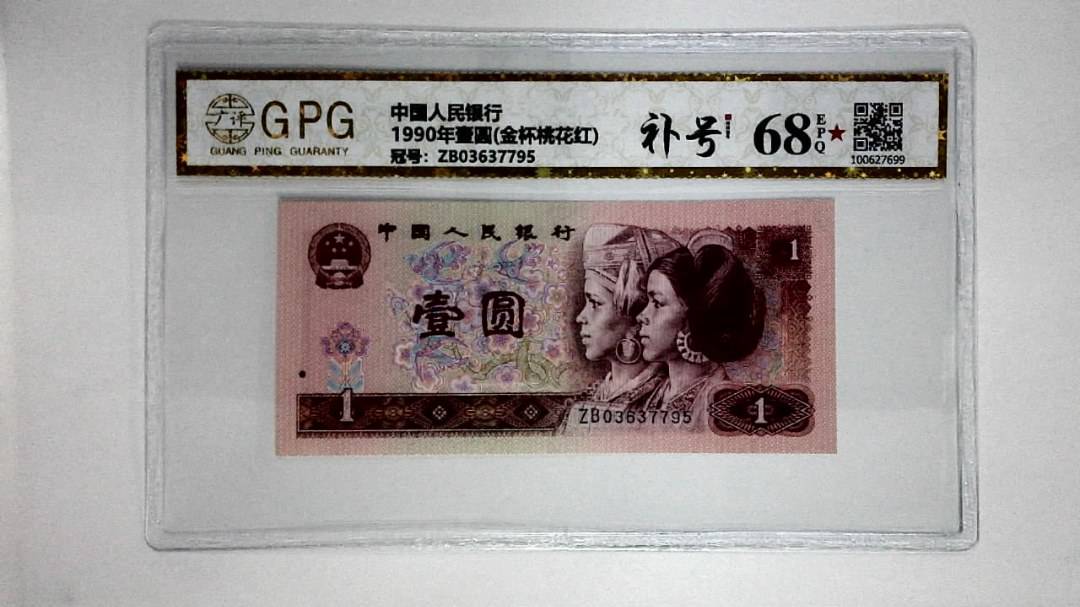 广评
GPG
GUANG PING GUARANTY
中国人民银行
1990年壹圆(金杯桃花红)
冠号: ZB03637795
补号
68
EPQ
100627699
中国人民银行
壹圆
1
1
ZB03637795
1